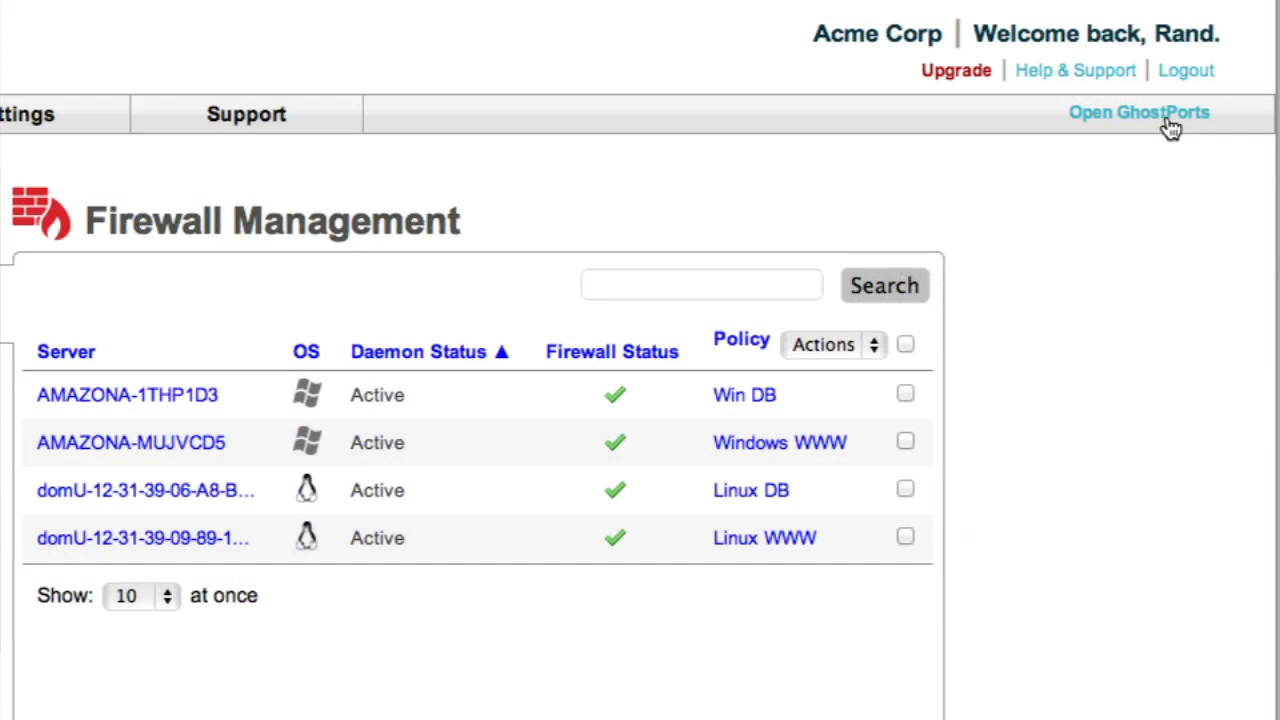 Acme Corp | Welcome back, Rand.
Upgrade | Help & Support | Logout
ttings Support Open GhostPorts
Firewall Management
Search
Server OS Daemon Status ▲ Firewall Status Policy Actions
AMAZONA-1THP1D3 Active Win DB
AMAZONA-MUJVCD5 Active Windows WWW
domU-12-31-39-06-A8-B... Active Linux DB
domU-12-31-39-09-89-1... Active Linux WWW
Show: 10 at once